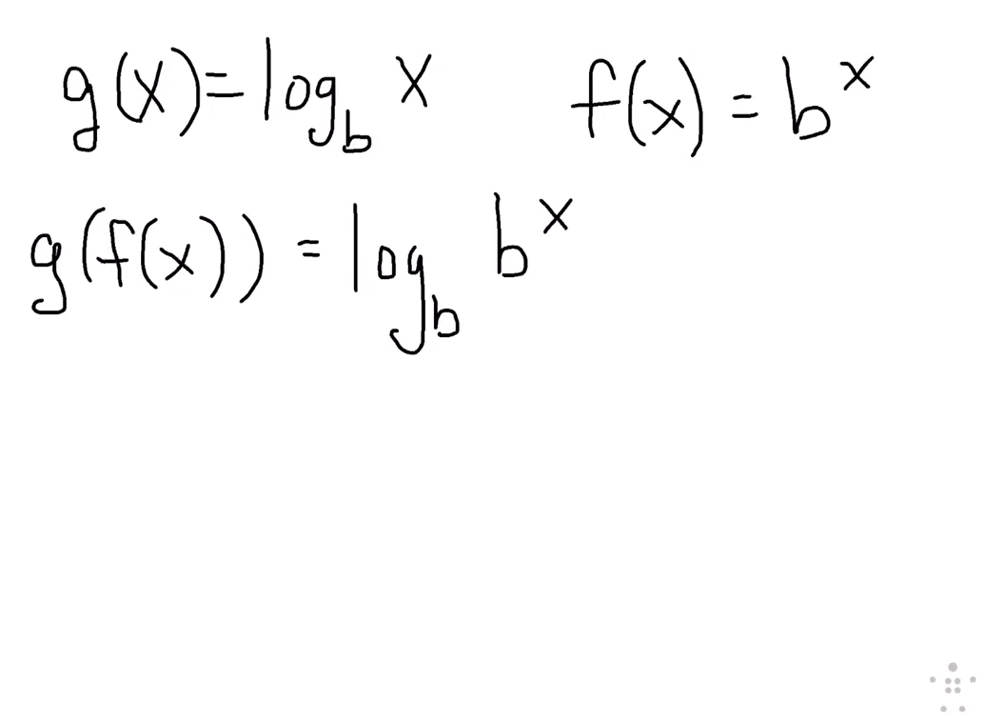 g(x)=log_b x f(x) = b^x
g(f(x)) = log_b b^x